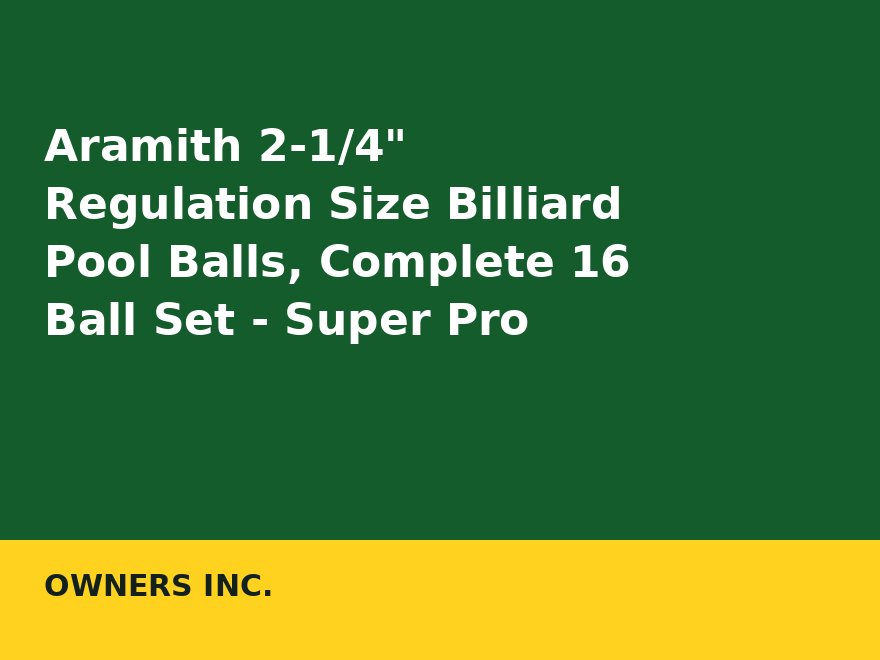 Aramith 2-1/4"
Regulation Size Billiard
Pool Balls, Complete 16
Ball Set - Super Pro
OWNERS INC.